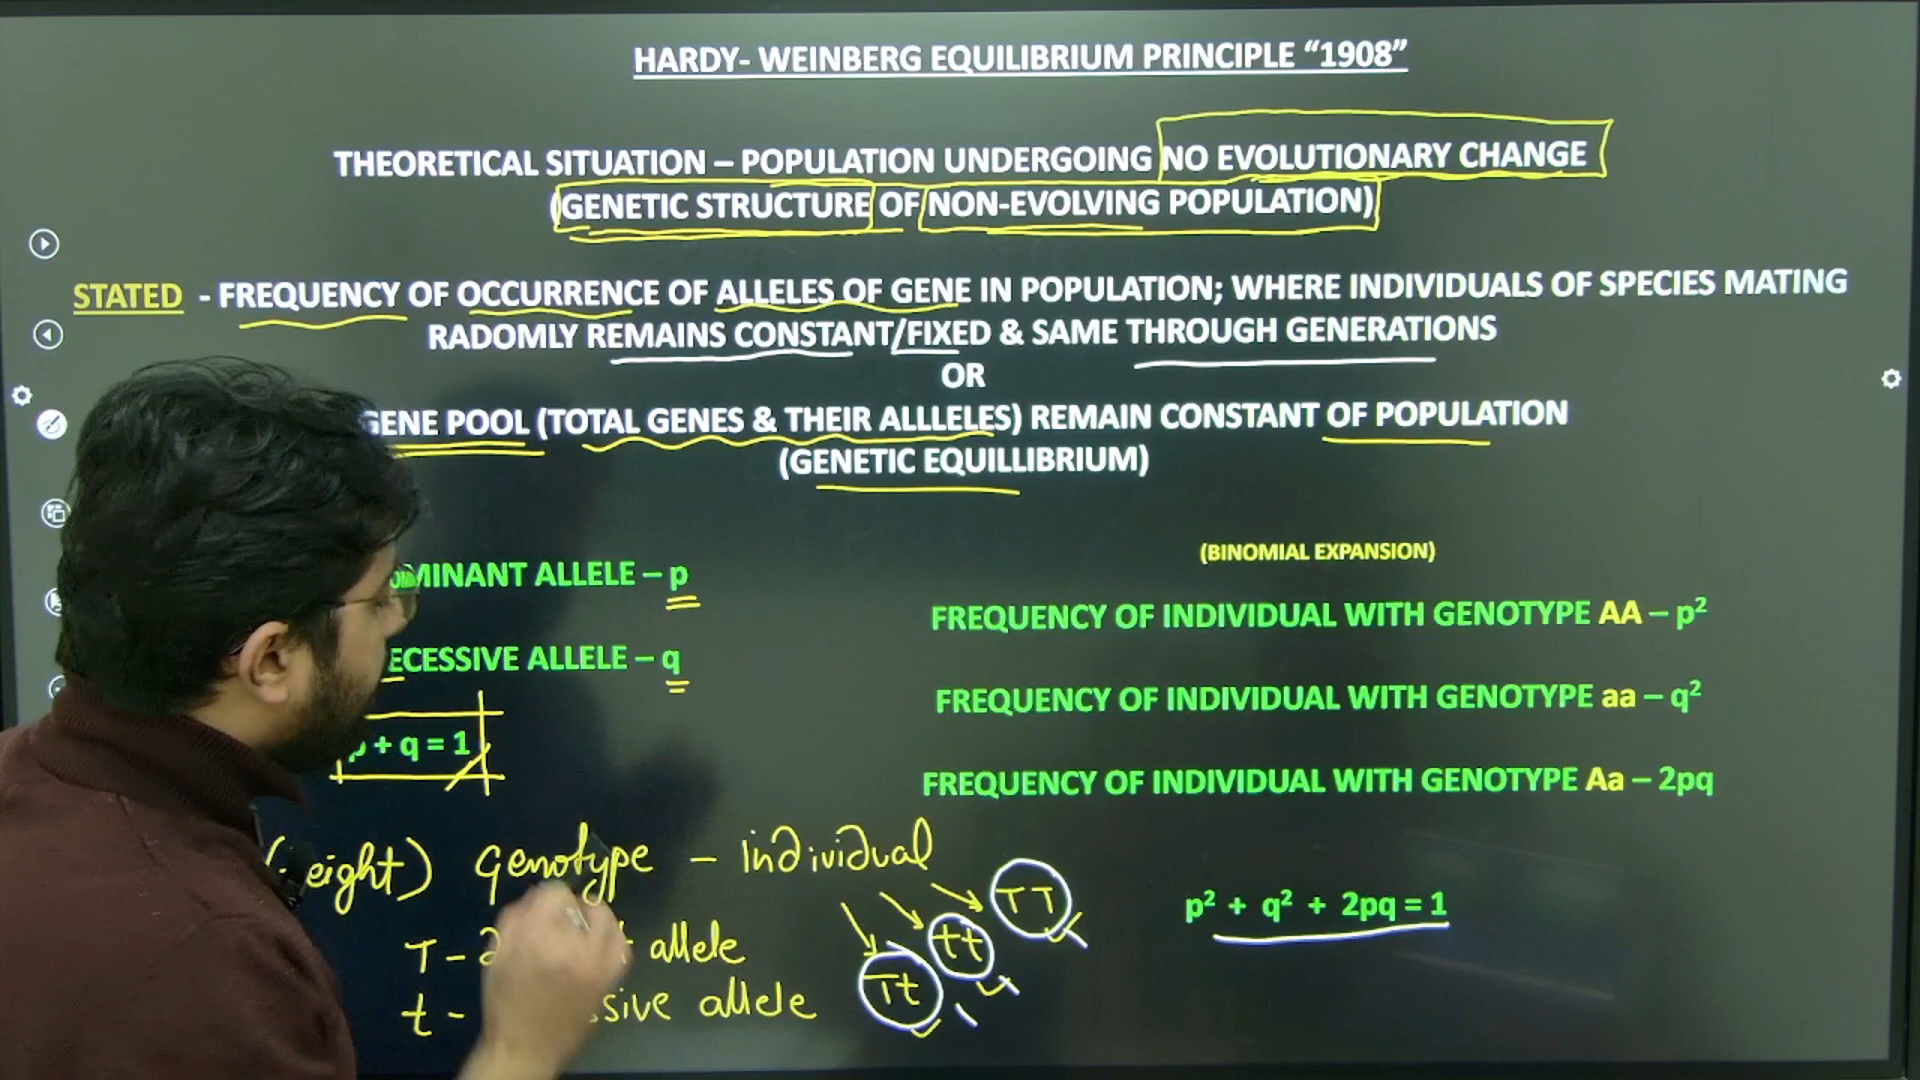 HARDY- WEINBERG EQUILIBRIUM PRINCIPLE “1908”
THEORETICAL SITUATION – POPULATION UNDERGOING NO EVOLUTIONARY CHANGE
(GENETIC STRUCTURE OF NON-EVOLVING POPULATION)
STATED - FREQUENCY OF OCCURRENCE OF ALLELES OF GENE IN POPULATION; WHERE INDIVIDUALS OF SPECIES MATING
RADOMLY REMAINS CONSTANT/FIXED & SAME THROUGH GENERATIONS
OR
GENE POOL (TOTAL GENES & THEIR ALLLELES) REMAIN CONSTANT OF POPULATION
(GENETIC EQUILLIBRIUM)
OMINANT ALLELE – p
ECESSIVE ALLELE – q
p + q = 1
(BINOMIAL EXPANSION)
FREQUENCY OF INDIVIDUAL WITH GENOTYPE AA – p²
FREQUENCY OF INDIVIDUAL WITH GENOTYPE aa – q²
FREQUENCY OF INDIVIDUAL WITH GENOTYPE Aa – 2pq
p² + q² + 2pq = 1
eight) genotype – individual
T – allele
t – ssive allele
TT
tt
Tt